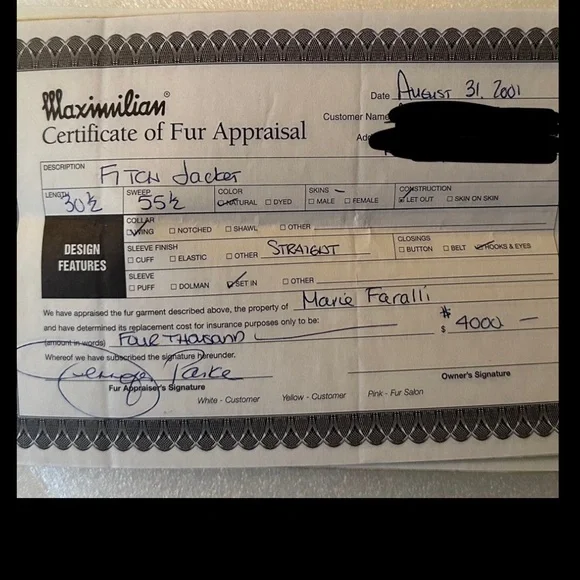 Maximilian®
Date August 31, 2001
Certificate of Fur Appraisal
Customer Name
DESCRIPTION FITCH Jacket
LENGTH 30 ½ SWEEP 55 ½ COLOR ☑ NATURAL ☐ DYED SKINS – ☐ MALE ☐ FEMALE CONSTRUCTION ☑ LET OUT ☐ SKIN ON SKIN
DESIGN FEATURES
COLLAR ☑ WING ☐ NOTCHED ☐ SHAWL ☐ OTHER
SLEEVE FINISH ☐ CUFF ☐ ELASTIC ☐ OTHER STRAIGHT CLOSINGS ☐ BUTTON ☐ BELT ☑ HOOKS & EYES
SLEEVE ☐ PUFF ☐ DOLMAN ☑ SET IN ☐ OTHER
We have appraised the fur garment described above, the property of Marie Faralli
and have determined its replacement cost for insurance purposes only to be: $ 4000 –
(amount in words) Four Thousand
Whereof we have subscribed the signature hereunder.
Fur Appraiser's Signature
Owner's Signature
White - Customer Yellow - Customer Pink - Fur Salon